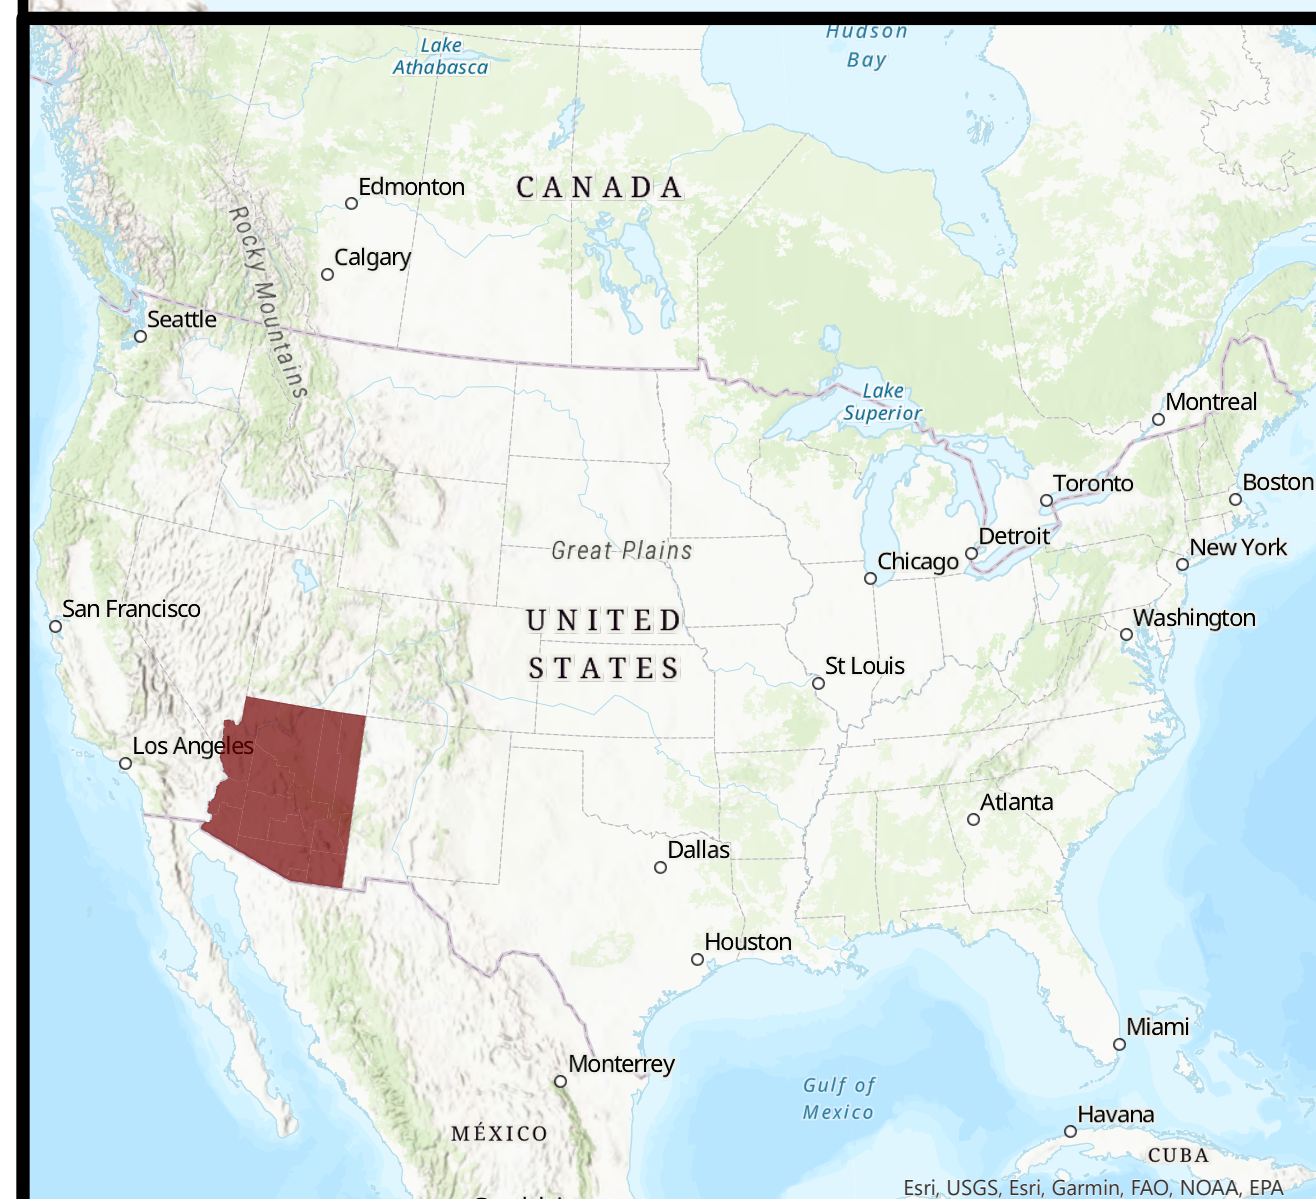 Hudson
Bay
Lake
Athabasca
Edmonton
CANADA
Rocky Mountains
Calgary
Seattle
Lake
Superior
Montreal
Toronto
Boston
Detroit
New York
Great Plains
Chicago
San Francisco
UNITED
STATES
Washington
St Louis
Los Angeles
Atlanta
Dallas
Houston
Miami
Monterrey
Gulf of
Mexico
Havana
MÉXICO
CUBA
Esri, USGS, Esri, Garmin, FAO, NOAA, EPA